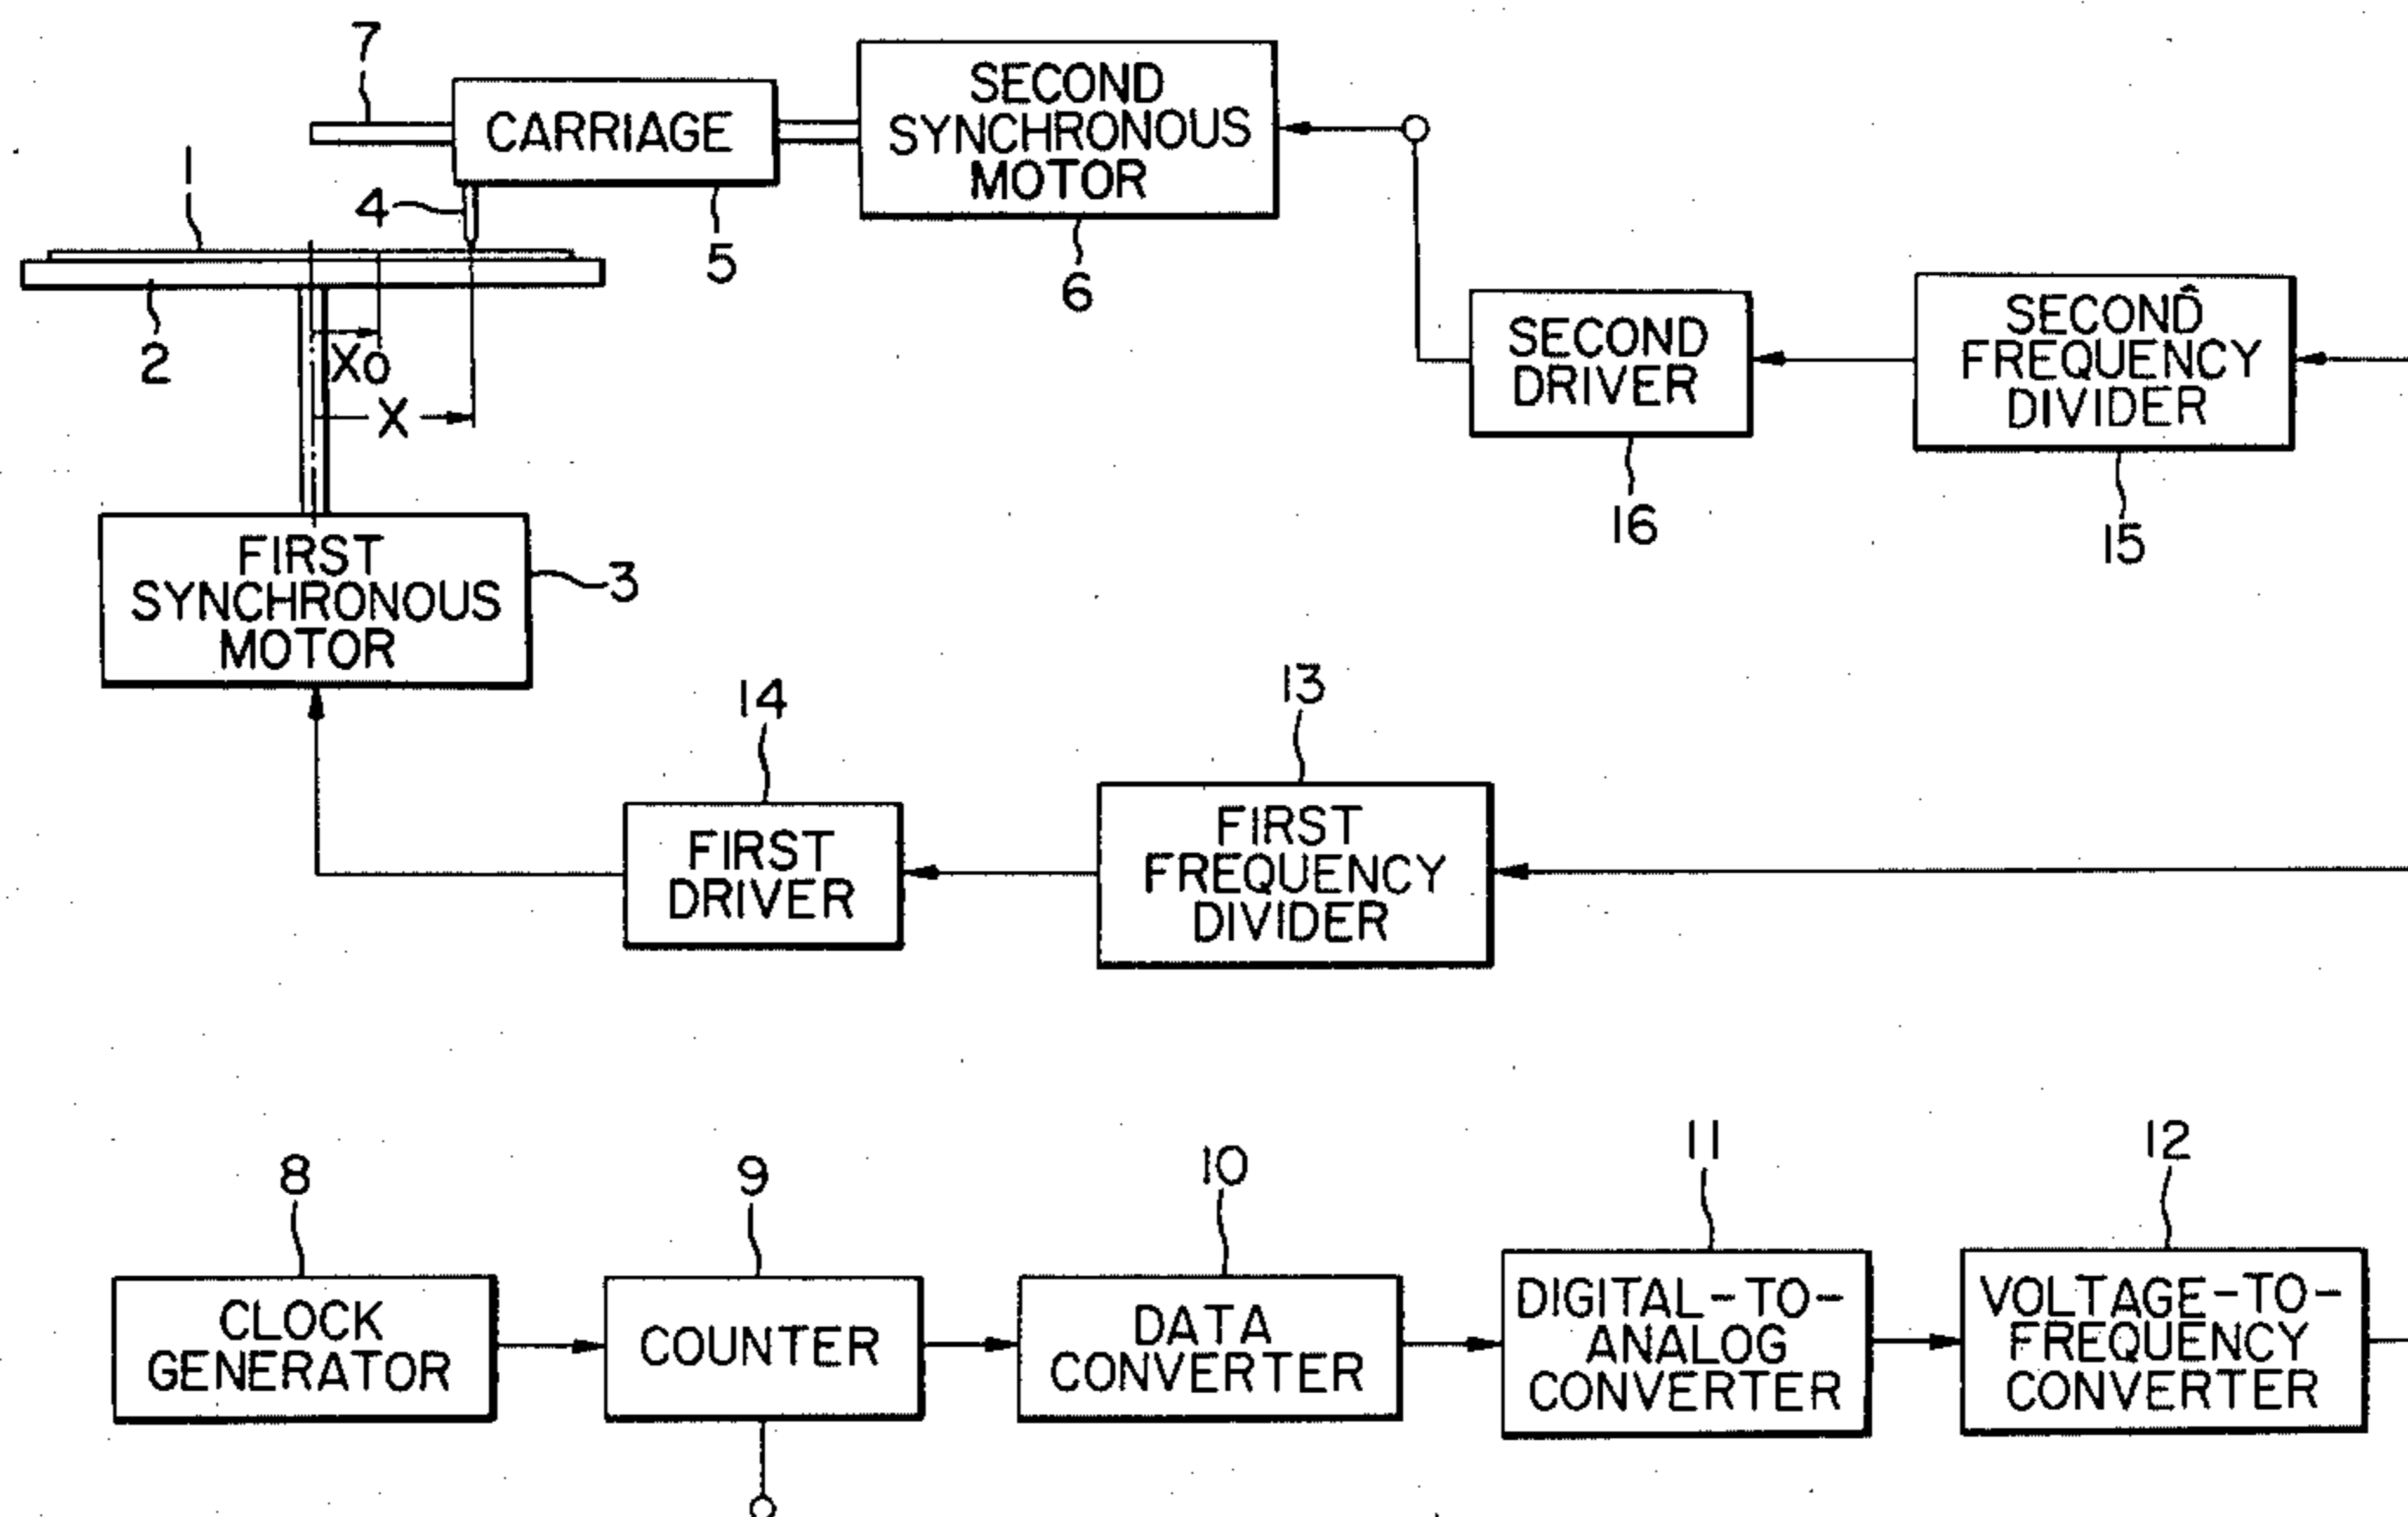 7
CARRIAGE
SECOND
SYNCHRONOUS
MOTOR
1
4
5
6
2
Xo
X
SECOND
DRIVER
16
SECOND
FREQUENCY
DIVIDER
15
FIRST
SYNCHRONOUS
MOTOR
3
14
FIRST
DRIVER
13
FIRST
FREQUENCY
DIVIDER
8
CLOCK
GENERATOR
9
COUNTER
10
DATA
CONVERTER
11
DIGITAL-TO-
ANALOG
CONVERTER
12
VOLTAGE-TO-
FREQUENCY
CONVERTER